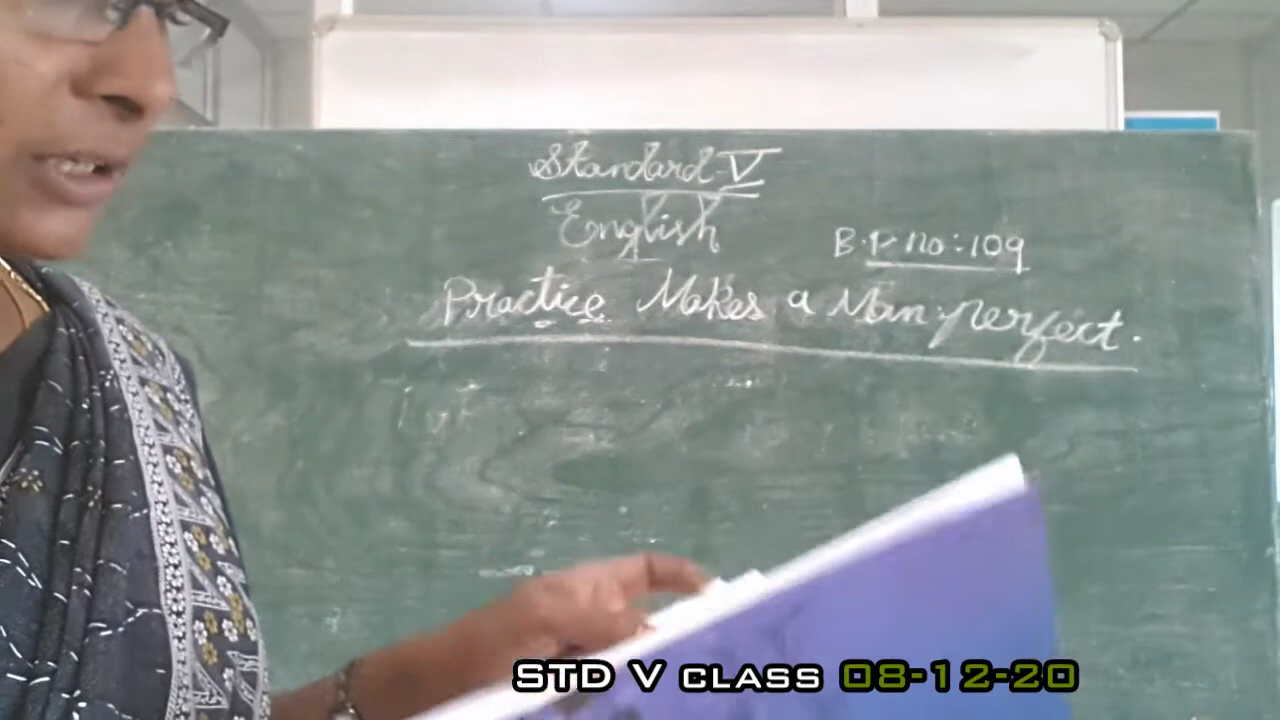 Standard-V
English
B.P no:109
Practice Makes a Man perfect.
STD V CLASS 08-12-20